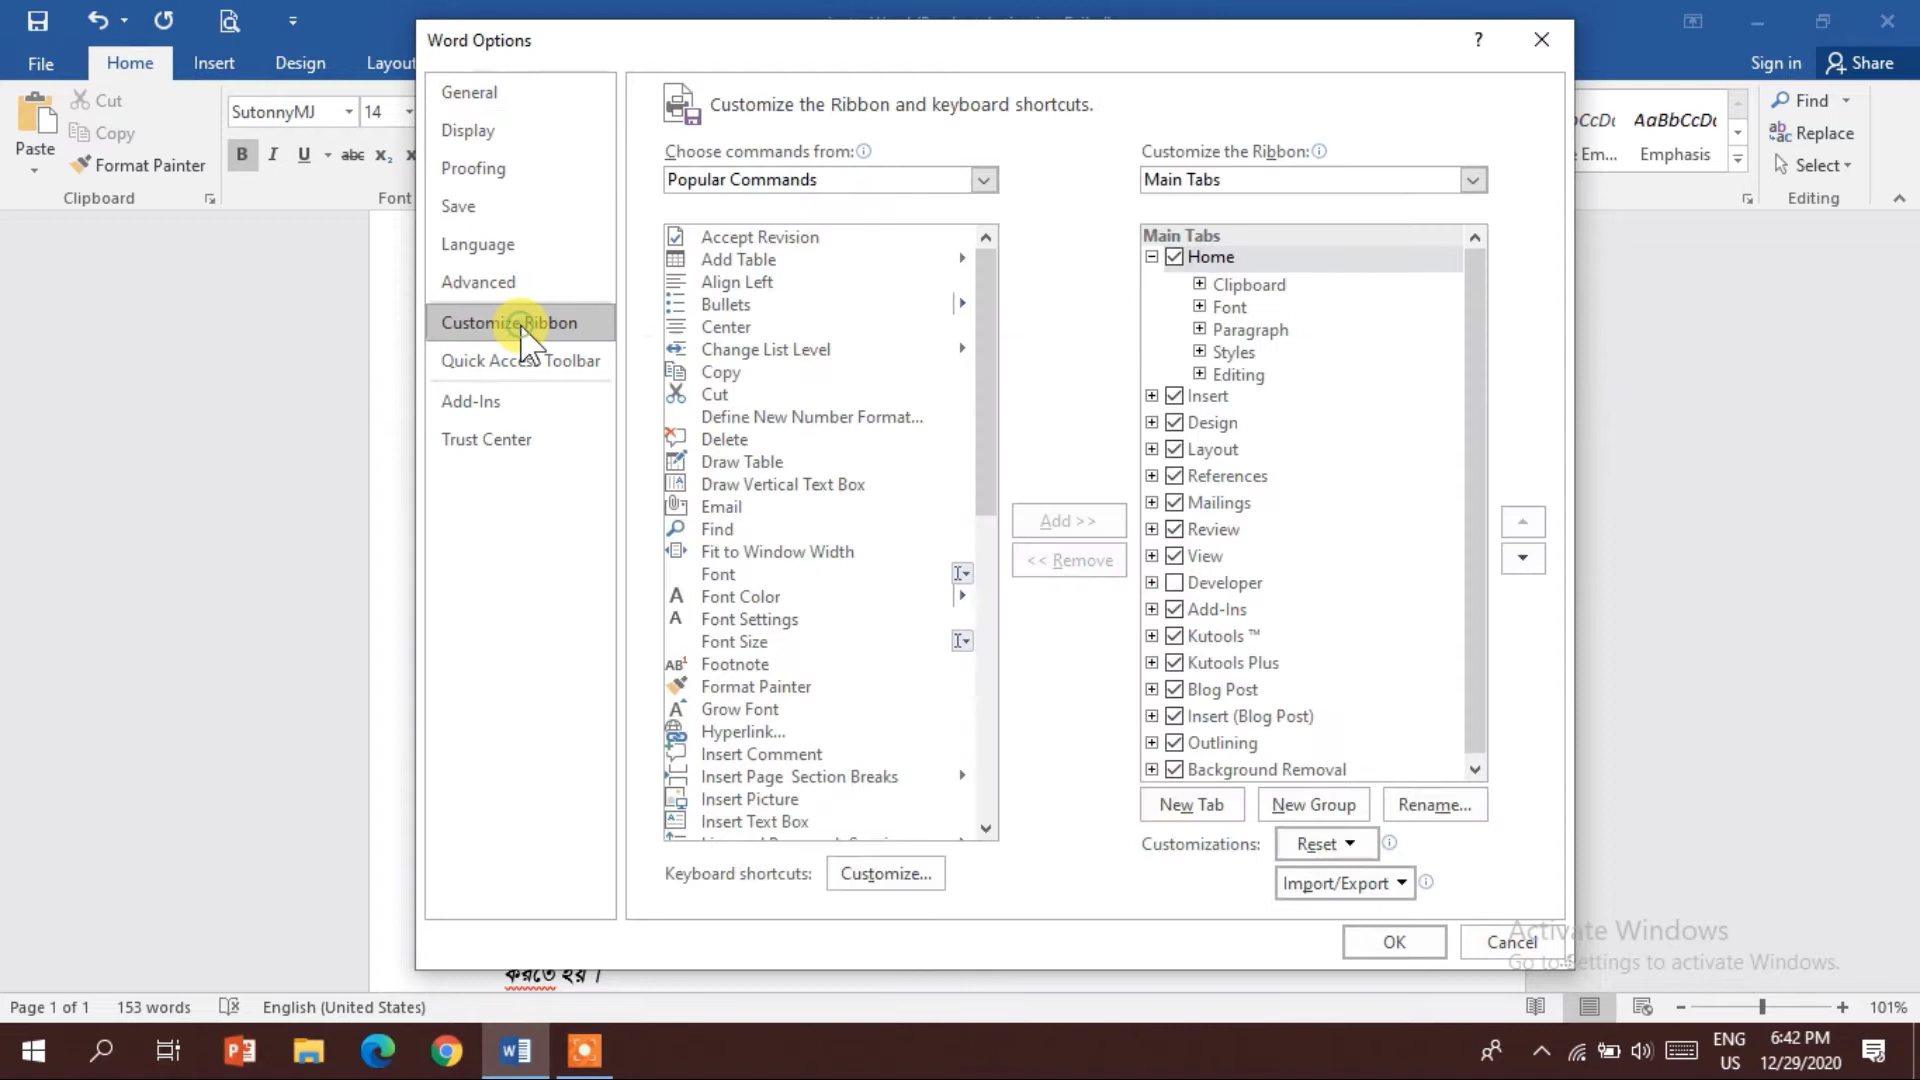 Word Options
File
Home
Insert
Design
Layout
Sign in
Share
Paste
Cut
Copy
Format Painter
Clipboard
SutonnyMJ
14
B I U abc X₂
Font
AaBbCcDc
Em...
Emphasis
Find
Replace
Select
Editing
General
Display
Proofing
Save
Language
Advanced
Customize Ribbon
Quick Access Toolbar
Add-Ins
Trust Center
Customize the Ribbon and keyboard shortcuts.
Choose commands from:
Popular Commands
Accept Revision
Add Table
Align Left
Bullets
Center
Change List Level
Copy
Cut
Define New Number Format...
Delete
Draw Table
Draw Vertical Text Box
Email
Find
Fit to Window Width
Font
Font Color
Font Settings
Font Size
Footnote
Format Painter
Grow Font
Hyperlink...
Insert Comment
Insert Page Section Breaks
Insert Picture
Insert Text Box
Keyboard shortcuts:
Customize...
Add >>
<< Remove
Customize the Ribbon:
Main Tabs
Main Tabs
Home
Clipboard
Font
Paragraph
Styles
Editing
Insert
Design
Layout
References
Mailings
Review
View
Developer
Add-Ins
Kutools ™
Kutools Plus
Blog Post
Insert (Blog Post)
Outlining
Background Removal
New Tab
New Group
Rename...
Customizations:
Reset
Import/Export
OK
Cancel
Activate Windows
Go to Settings to activate Windows.
করতে হয় ।
Page 1 of 1
153 words
English (United States)
101%
ENG
US
6:42 PM
12/29/2020